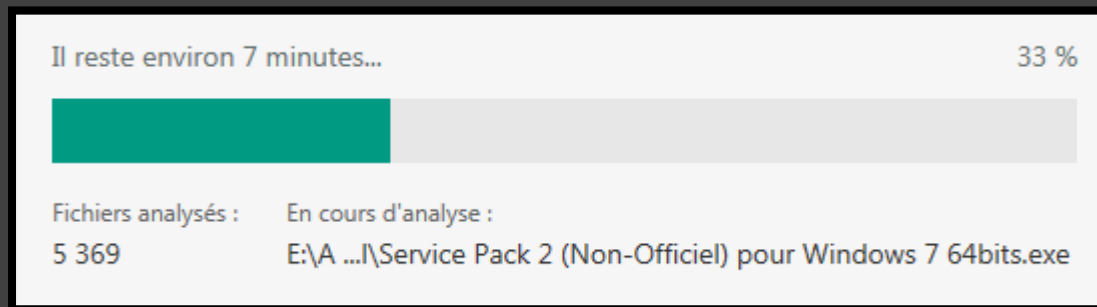 Il reste environ 7 minutes...
33 %
Fichiers analysés :
En cours d'analyse :
5 369
E:\A ...l\Service Pack 2 (Non-Officiel) pour Windows 7 64bits.exe